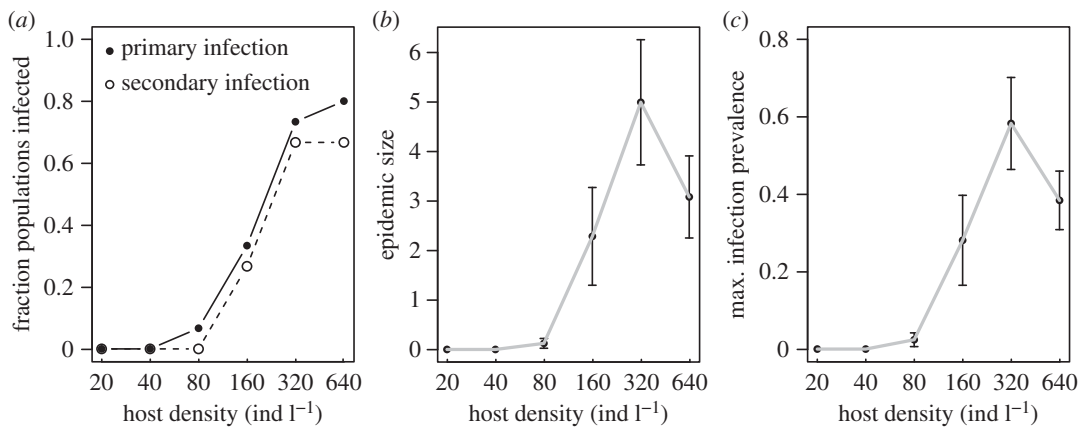 (a)
fraction populations infected
1.0
0.8
0.6
0.4
0.2
0
primary infection
secondary infection
20 40 80 160 320 640
host density (ind l⁻¹)
(b)
epidemic size
6
5
4
3
2
1
0
20 40 80 160 320 640
host density (ind l⁻¹)
(c)
max. infection prevalence
0.8
0.6
0.4
0.2
0
20 40 80 160 320 640
host density (ind l⁻¹)